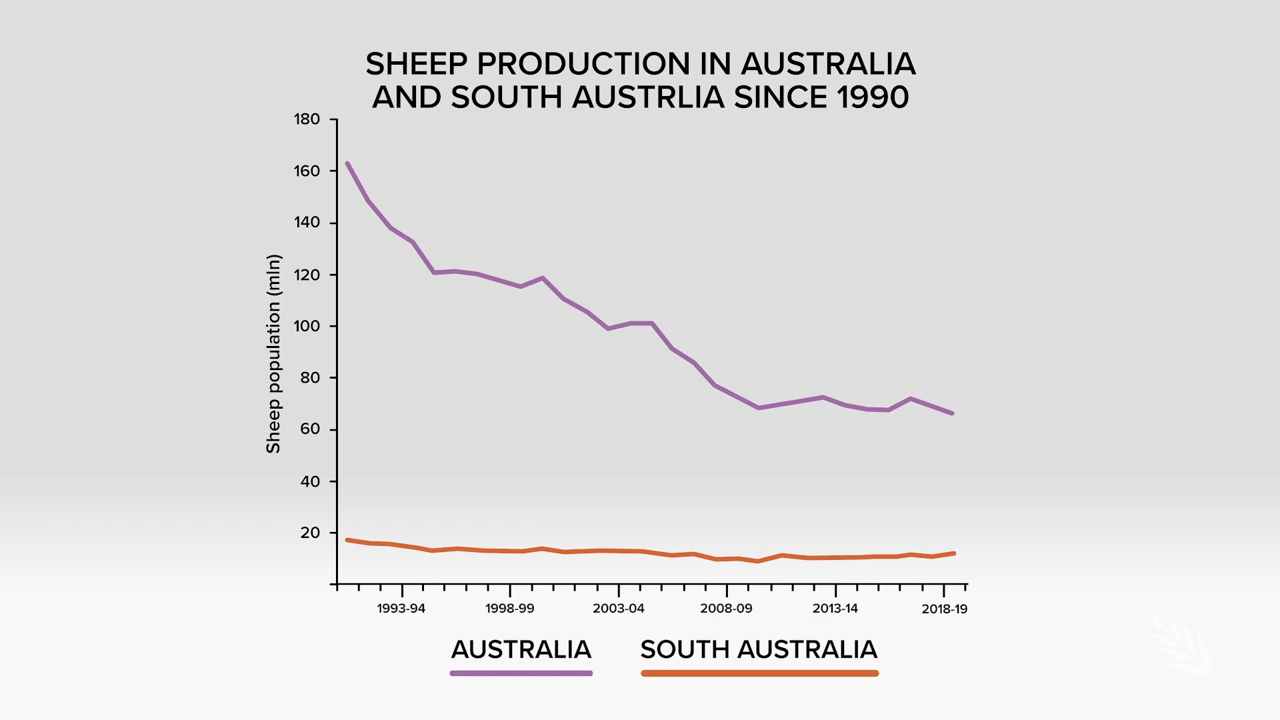 SHEEP PRODUCTION IN AUSTRALIA
AND SOUTH AUSTRLIA SINCE 1990
180
160
140
120
100
80
60
40
20
Sheep population (mln)
1993-94 1998-99 2003-04 2008-09 2013-14 2018-19
AUSTRALIA SOUTH AUSTRALIA